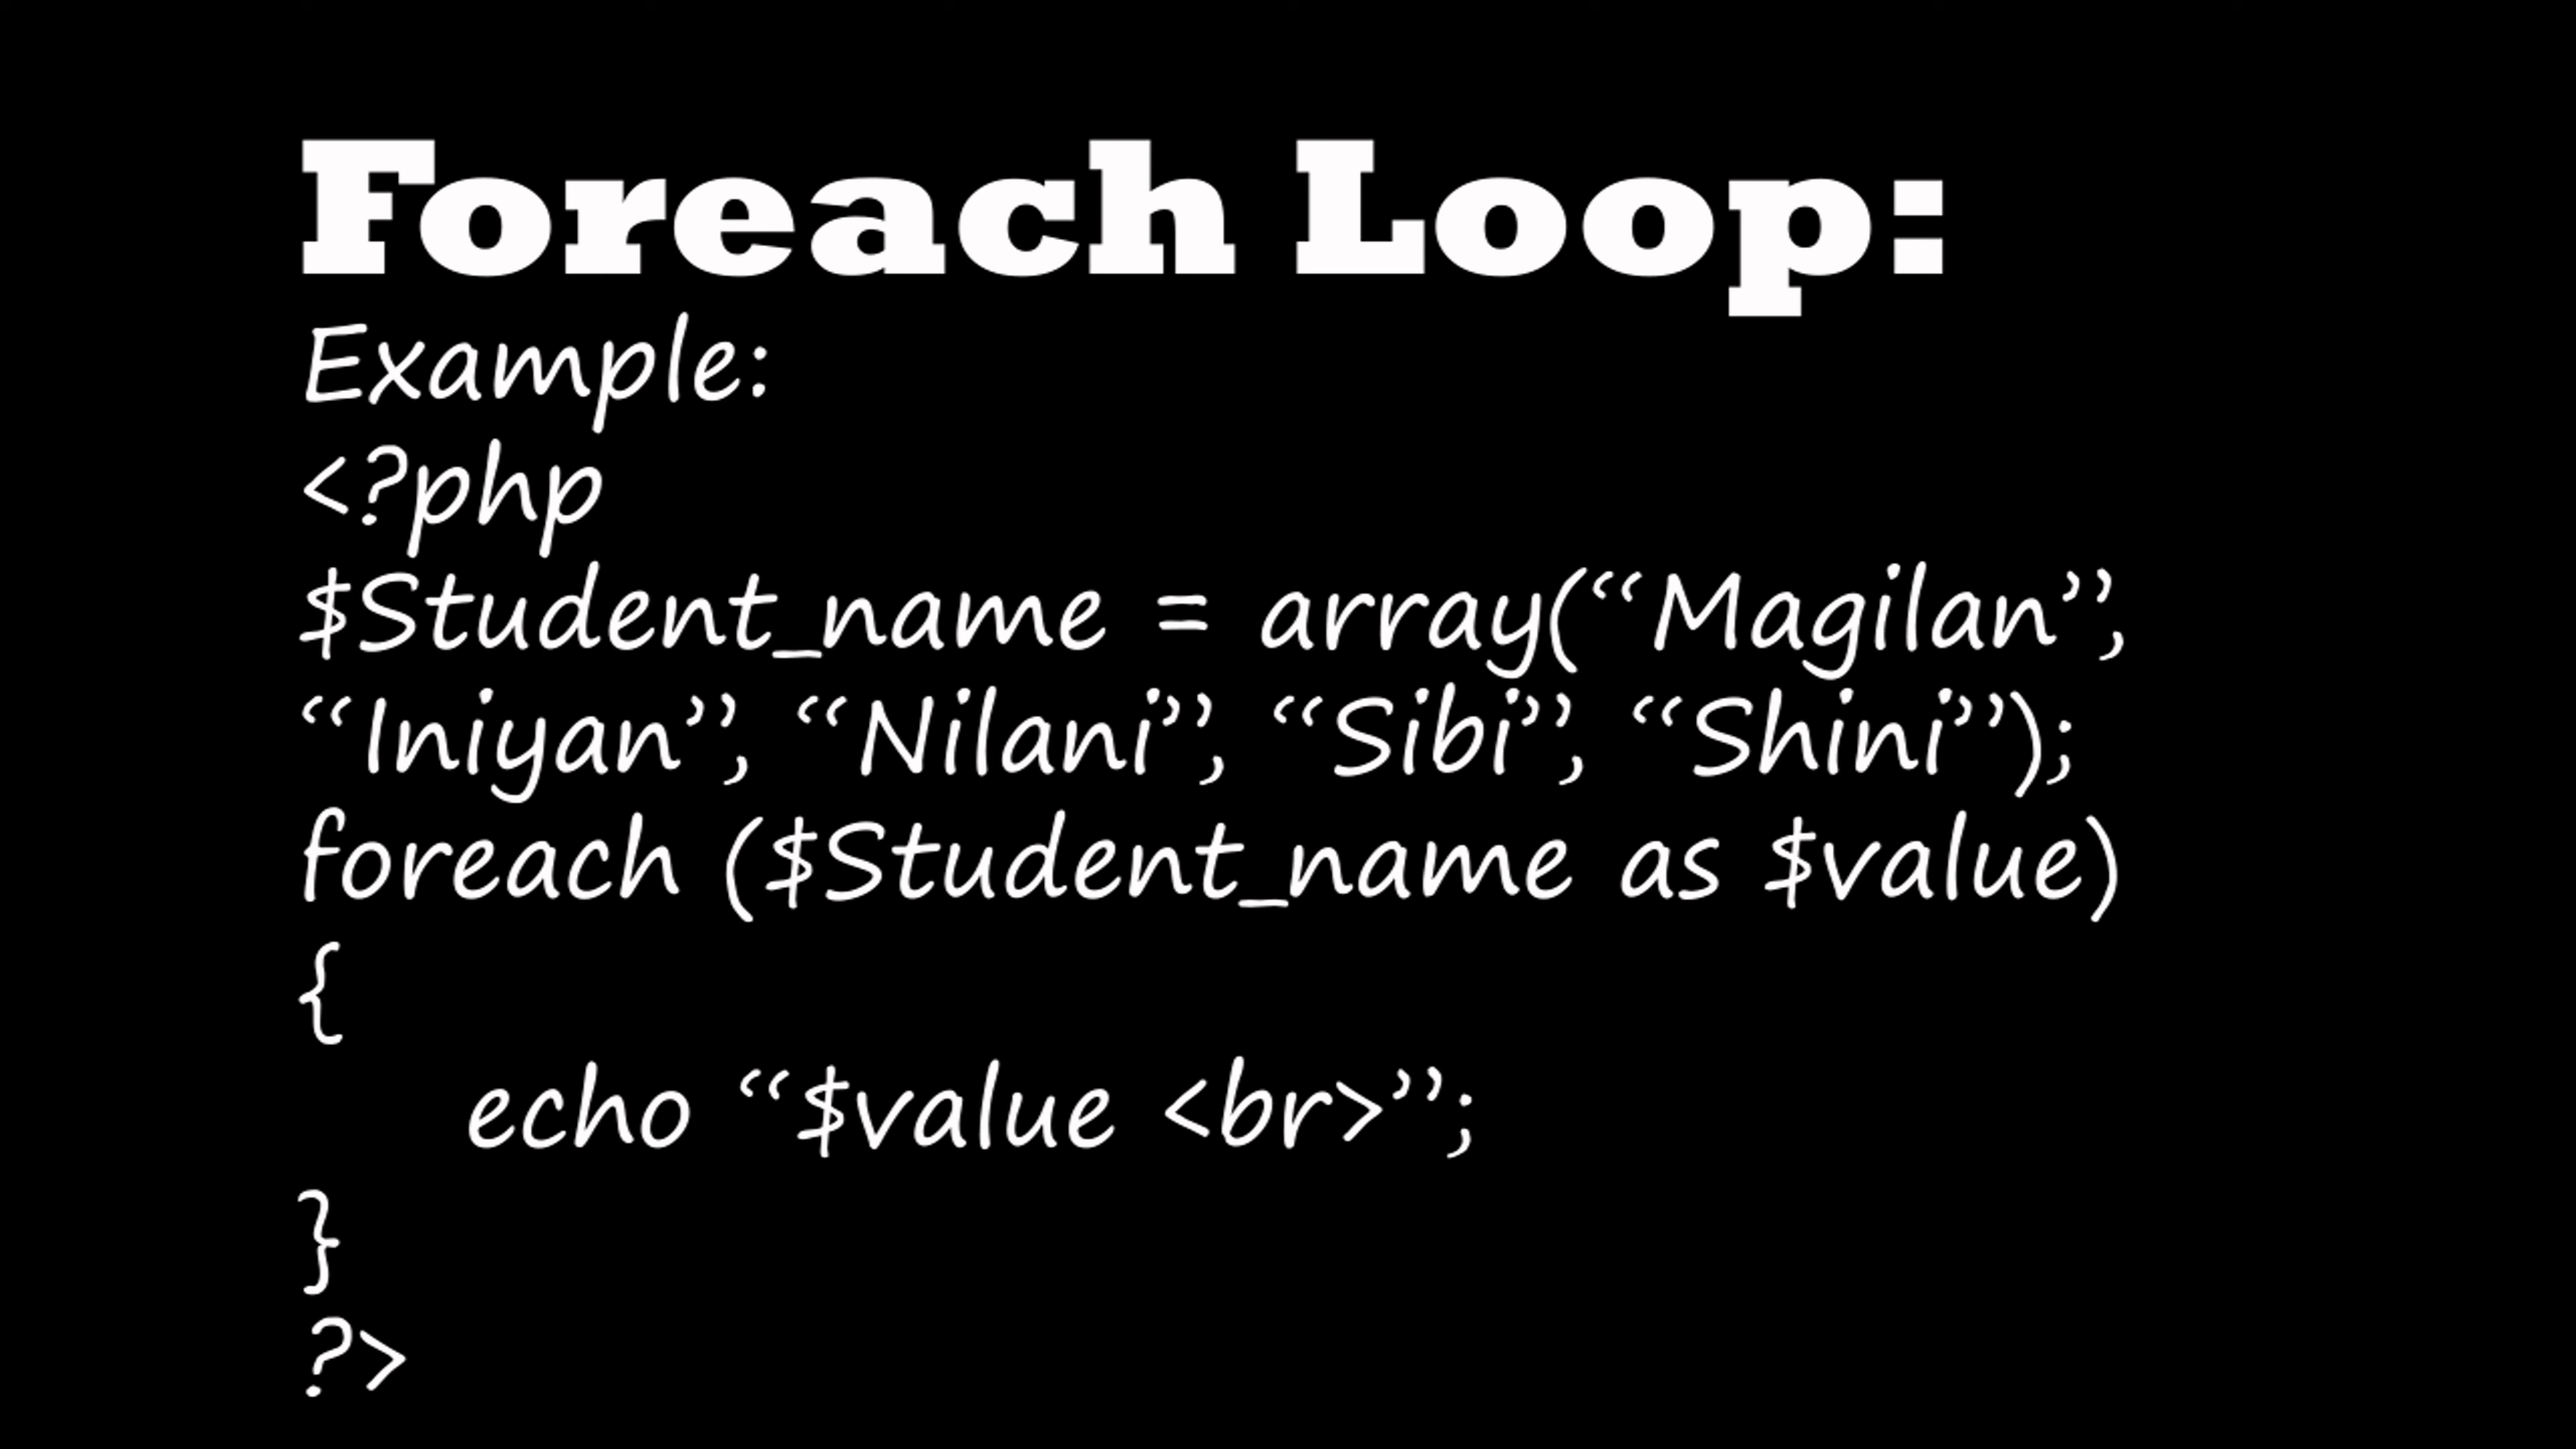 Foreach Loop:
Example:
<?php
$Student_name = array(“Magilan”,
“Iniyan”, “Nilani”, “Sibi”, “Shini”);
foreach ($Student_name as $value)
{
echo “$value <br>”;
}
?>